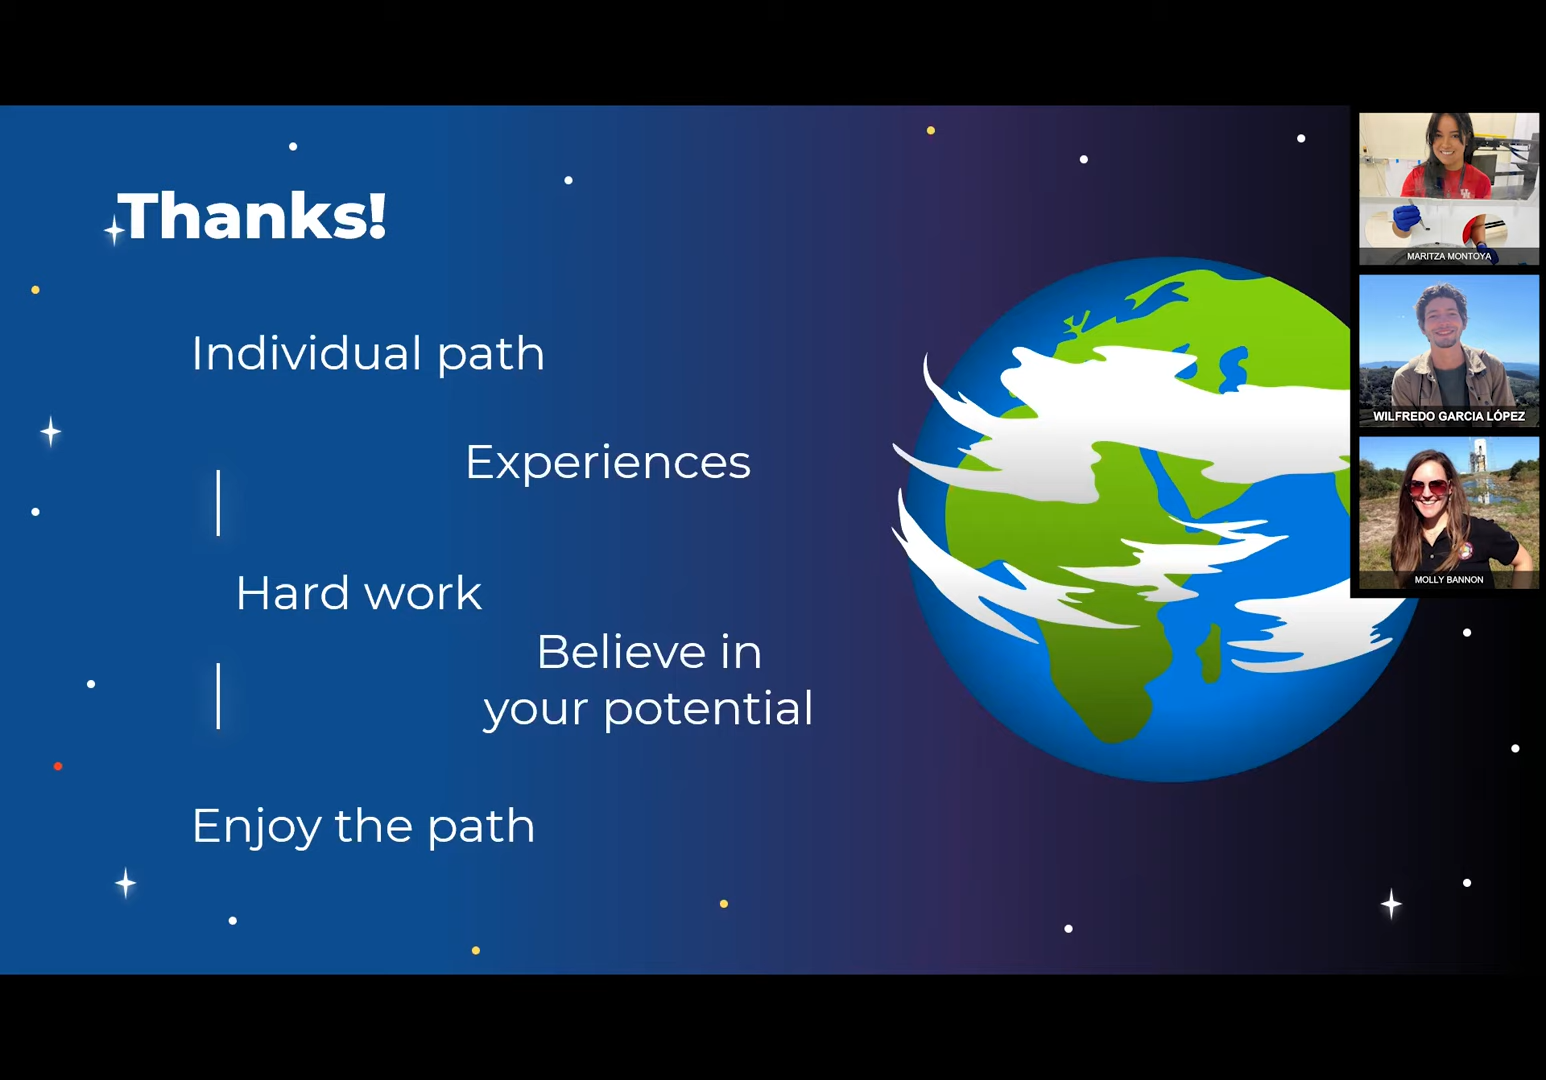 Thanks!
Individual path
Experiences
Hard work
Believe in
your potential
Enjoy the path
MARITZA MONTOYA
WILFREDO GARCIA LÓPEZ
MOLLY BANNON